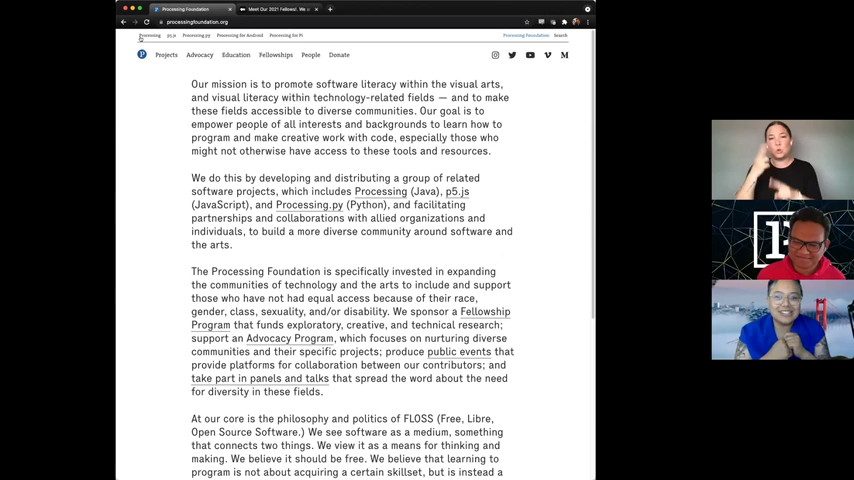 Processing Foundation
Meet Our 2021 Fellows!. We s
processingfoundation.org
Processing p5.js Processing.py Processing for Android Processing for Pi Processing Foundation Search
Projects Advocacy Education Fellowships People Donate
Our mission is to promote software literacy within the visual arts,
and visual literacy within technology-related fields — and to make
these fields accessible to diverse communities. Our goal is to
empower people of all interests and backgrounds to learn how to
program and make creative work with code, especially those who
might not otherwise have access to these tools and resources.
We do this by developing and distributing a group of related
software projects, which includes Processing (Java), p5.js
(JavaScript), and Processing.py (Python), and facilitating
partnerships and collaborations with allied organizations and
individuals, to build a more diverse community around software and
the arts.
The Processing Foundation is specifically invested in expanding
the communities of technology and the arts to include and support
those who have not had equal access because of their race,
gender, class, sexuality, and/or disability. We sponsor a Fellowship
Program that funds exploratory, creative, and technical research;
support an Advocacy Program, which focuses on nurturing diverse
communities and their specific projects; produce public events that
provide platforms for collaboration between our contributors; and
take part in panels and talks that spread the word about the need
for diversity in these fields.
At our core is the philosophy and politics of FLOSS (Free, Libre,
Open Source Software.) We see software as a medium, something
that connects two things. We view it as a means for thinking and
making. We believe it should be free. We believe that learning to
program is not about acquiring a certain skillset, but is instead a